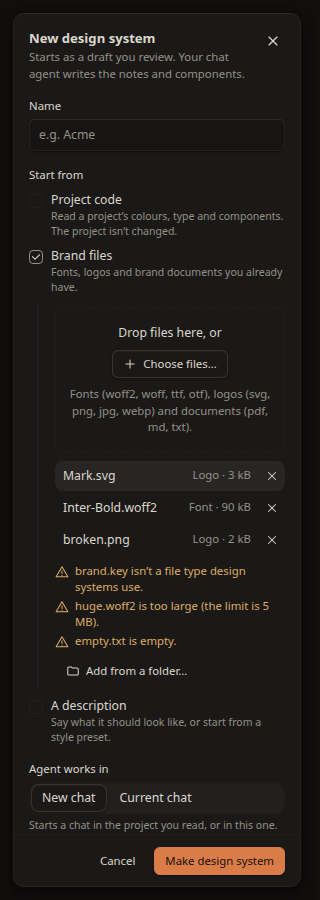 New design system
Starts as a draft you review. Your chat
agent writes the notes and components.
Name
e.g. Acme
Start from
Project code
Read a project's colours, type and components.
The project isn't changed.
Brand files
Fonts, logos and brand documents you already
have.
Drop files here, or
Choose files...
Fonts (woff2, woff, ttf, otf), logos (svg,
png, jpg, webp) and documents (pdf,
md, txt).
Mark.svg Logo · 3 kB
Inter-Bold.woff2 Font · 90 kB
broken.png Logo · 2 kB
brand.key isn't a file type design
systems use.
huge.woff2 is too large (the limit is 5
MB).
empty.txt is empty.
Add from a folder...
A description
Say what it should look like, or start from a
style preset.
Agent works in
New chat Current chat
Starts a chat in the project you read, or in this one.
Cancel Make design system